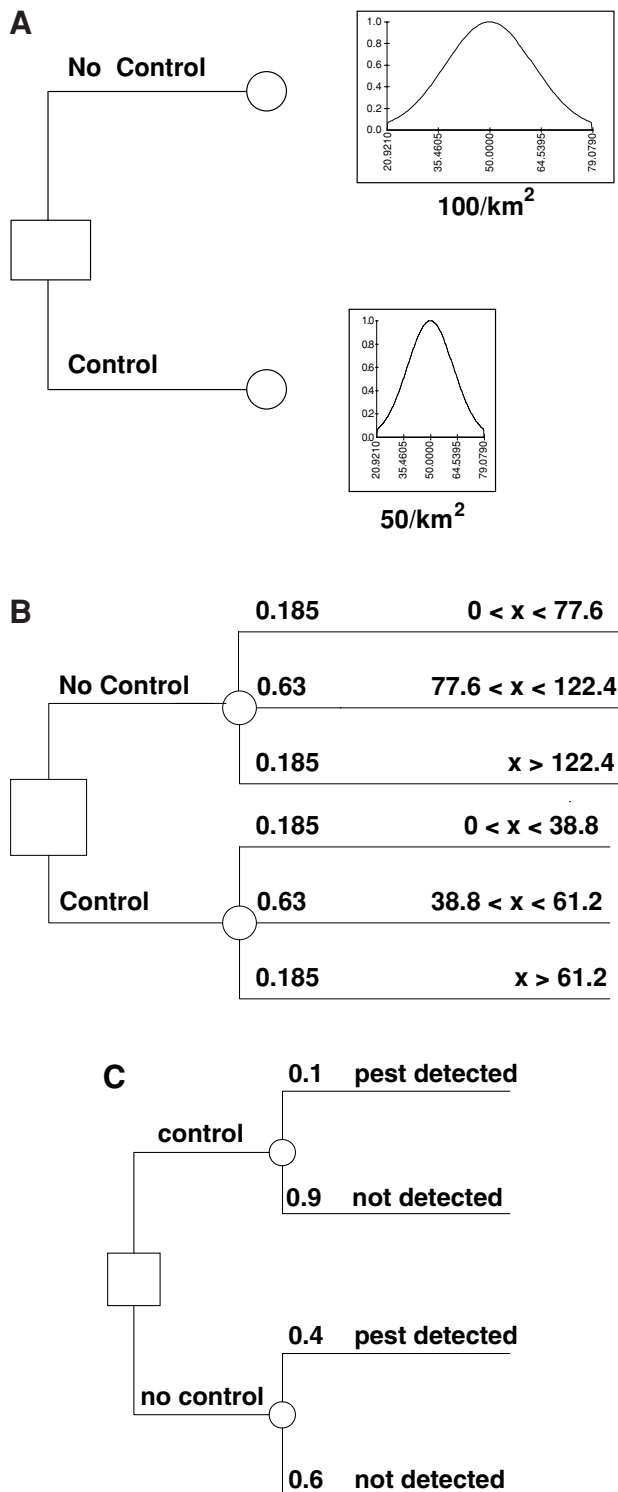 A
No Control
1.0
0.8
0.6
0.4
0.2
0.0
20.9210
35.4605
50.0000
64.5395
79.0790
100/km²
Control
1.0
0.8
0.6
0.4
0.2
0.0
20.9210
35.4605
50.0000
64.5395
79.0790
50/km²
B
0.185 0 < x < 77.6
No Control 0.63 77.6 < x < 122.4
0.185 x > 122.4
0.185 0 < x < 38.8
Control 0.63 38.8 < x < 61.2
0.185 x > 61.2
C
0.1 pest detected
control
0.9 not detected
0.4 pest detected
no control
0.6 not detected